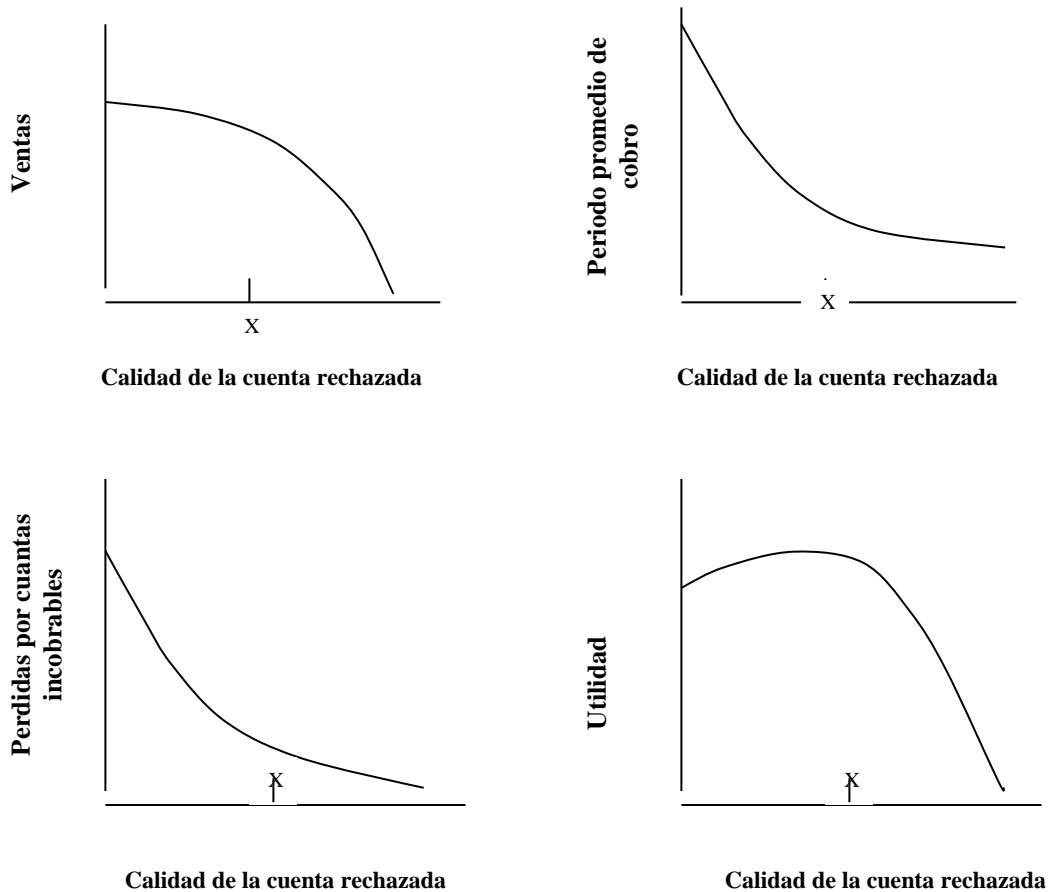 Ventas
X
Calidad de la cuenta rechazada
Periodo promedio de
cobro
X
Calidad de la cuenta rechazada
Perdidas por cuantas
incobrables
X
Calidad de la cuenta rechazada
Utilidad
X
Calidad de la cuenta rechazada